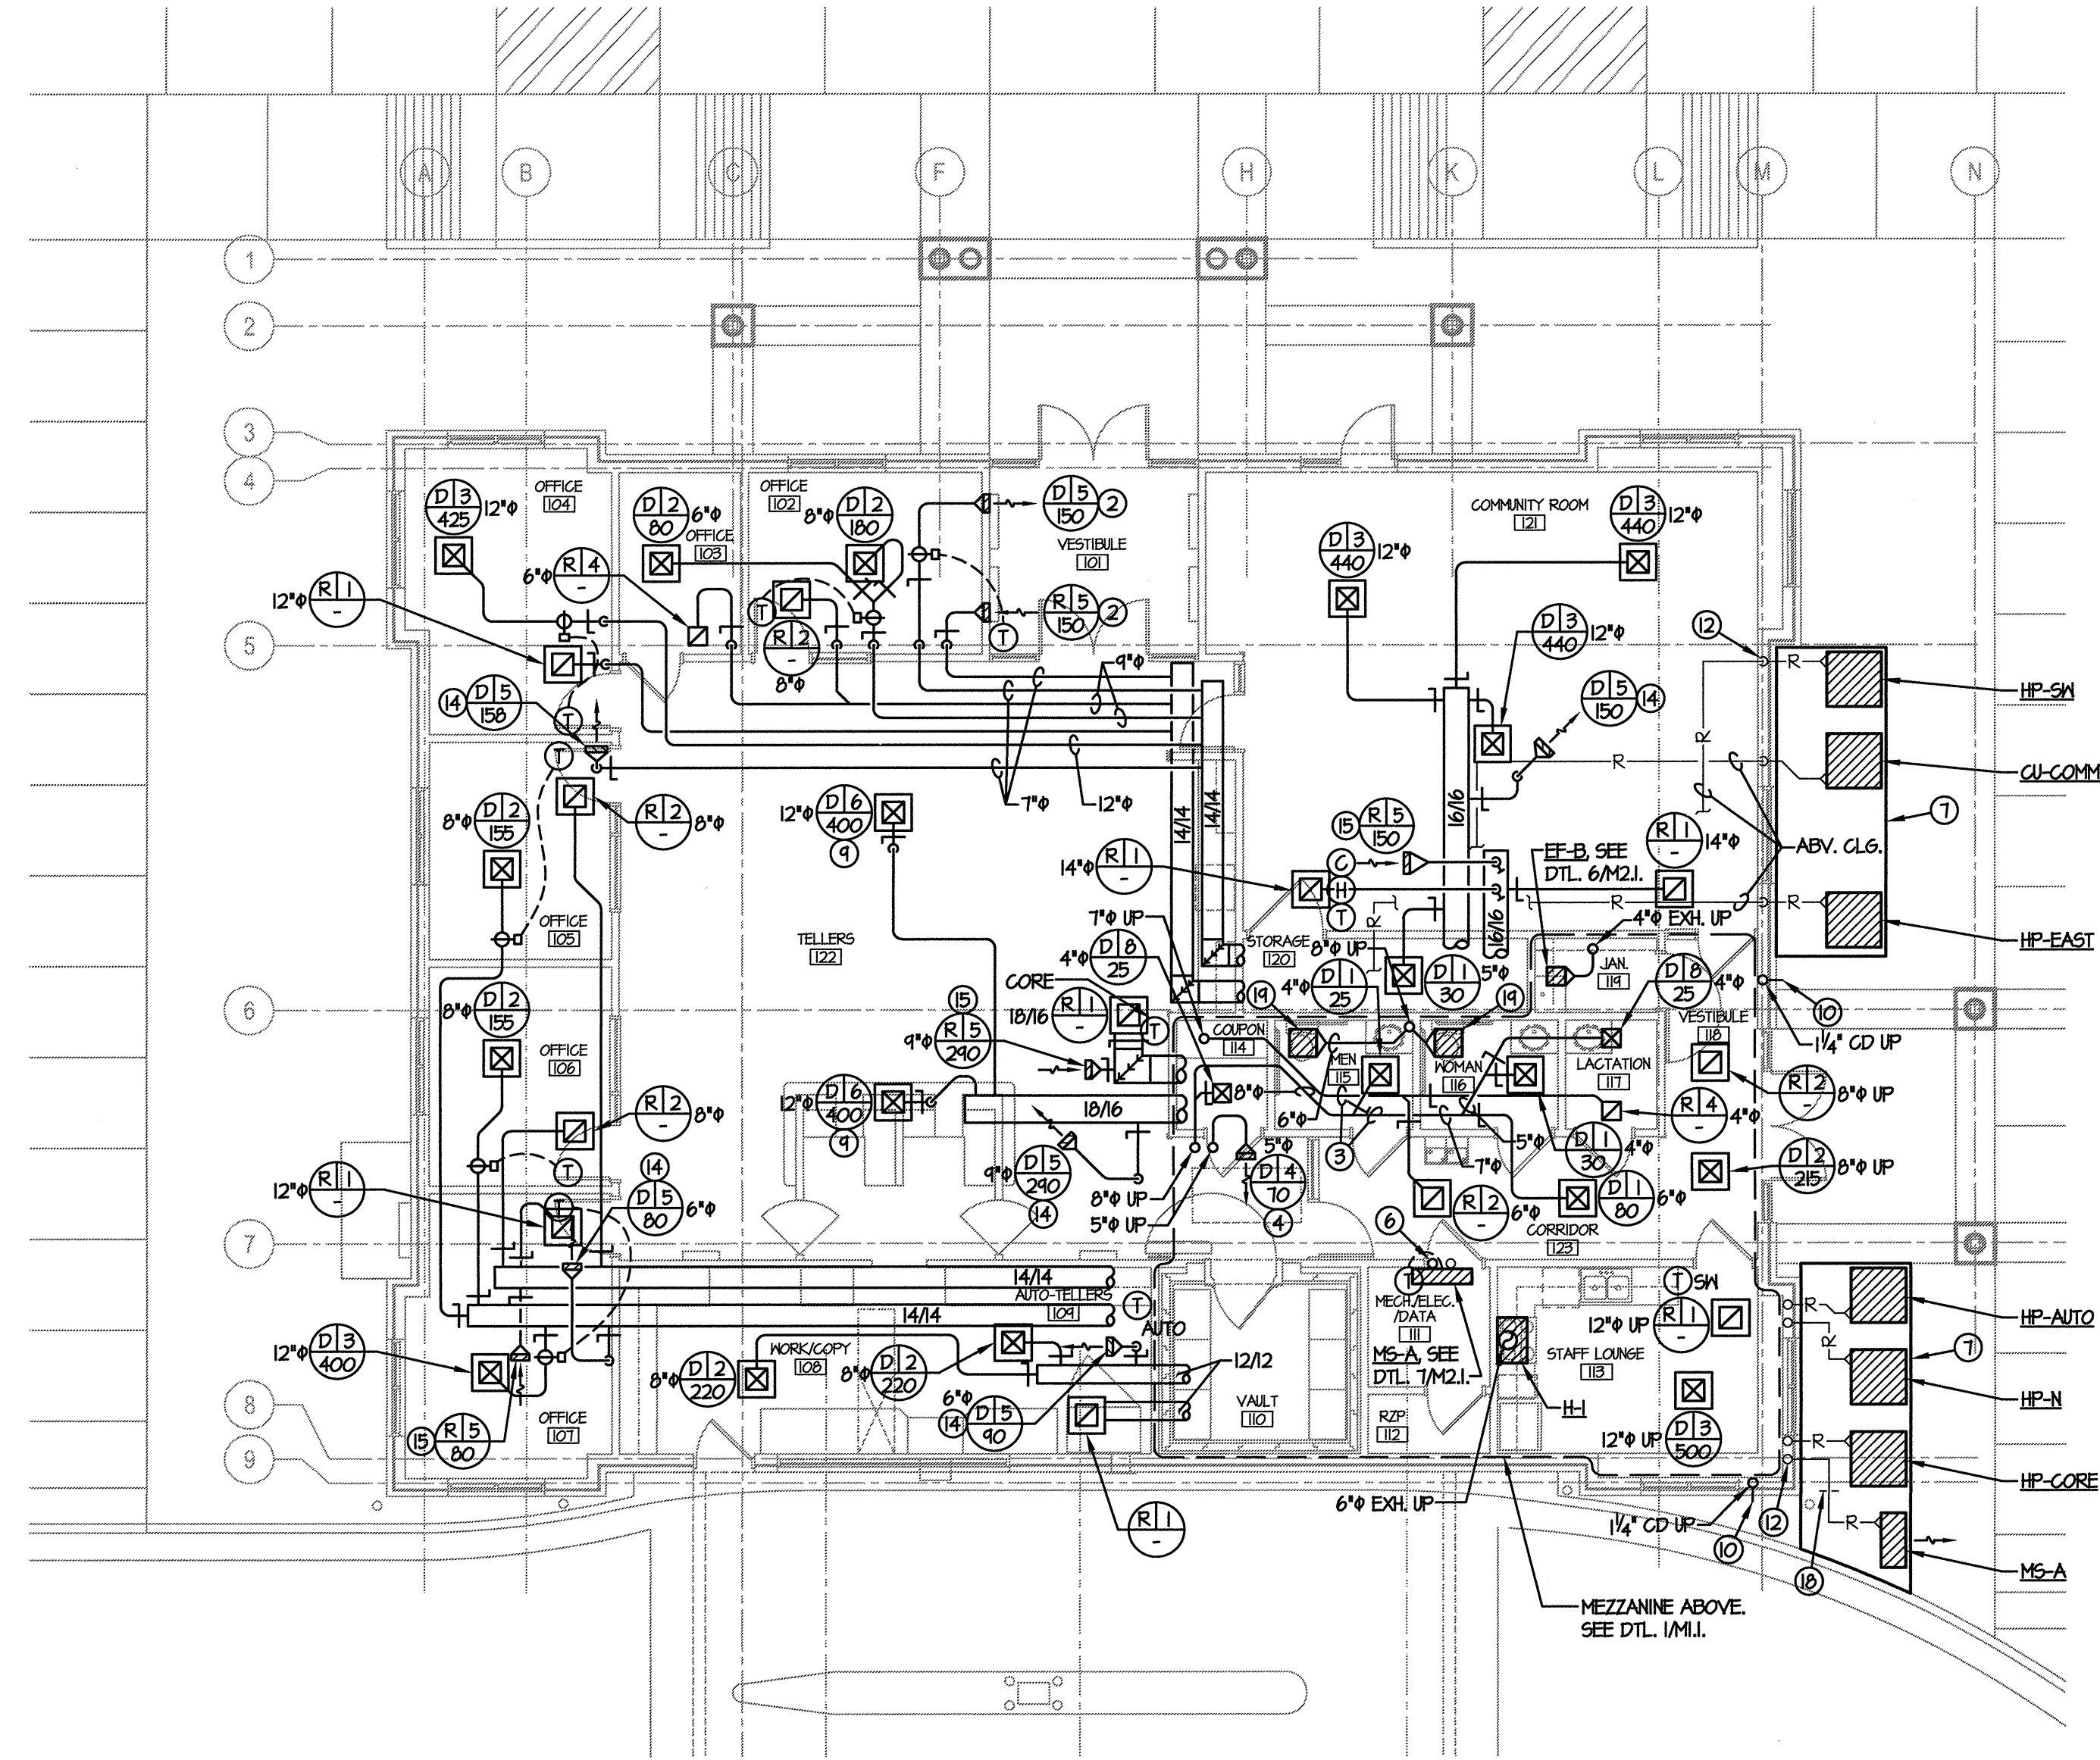 A B C F H K L M N
1
2
3
4
5
6
7
8
9
OFFICE
104
D 3
425
12"φ
R 1
-
12"φ
R 4
-
6"φ
D 2
80
6"φ
OFFICE
103
OFFICE
102
D 2
180
8"φ
R 2
-
8"φ
T
D 5
150
2
VESTIBULE
101
R 5
150
2
T
COMMUNITY ROOM
121
D 3
440
12"φ
D 3
440
12"φ
D 3
440
12"φ
D 5
150
14
12
R
R
R
R
HP-SW
CU-COMM
HP-EAST
7
ABV. CLG.
14
D 5
158
T
T
9"φ
7"φ
12"φ
14/14
14/14
16/16
16/16
D 2
155
8"φ
R 2
-
8"φ
OFFICE
105
12"φ
D 6
400
9
TELLERS
122
15
R 5
150
C
H
T
R 1
-
14"φ
R
R 1
-
14"φ
EF-B, SEE
DTL. 6/M2.1.
4"φ EXH. UP
7"φ UP
D 8
25
4"φ
CORE
R 1
-
18/16
T
STORAGE
120
8"φ UP
D 1
25
4"φ
D 1
30
5"φ
19
19
JAN.
119
D 8
25
4"φ
VESTIBULE
118
10
1¼" CD UP
D 2
155
8"φ
OFFICE
106
15
R 5
290
9"φ
COUPON
114
MEN
115
WOMAN
116
LACTATION
117
R 2
-
8"φ UP
R 4
-
4"φ
R 2
-
8"φ
D 6
400
12"φ
9
18/16
8"φ
6"φ
3
5"φ
7"φ
D 1
30
4"φ
D 2
215
8"φ UP
R 1
-
12"φ
T
T
14
D 5
80
6"φ
9"φ
D 5
290
14
8"φ UP
5"φ UP
5"φ
D 4
70
4
R 2
-
6"φ
D 1
80
6"φ
CORRIDOR
123
6
T
14/14
14/14
AUTO-TELLERS
109
T
AUTO
MECH./ELEC.
/DATA
111
MS-A, SEE
DTL. 7/M2.1.
T SW
R 1
-
12"φ UP
STAFF LOUNGE
113
D 3
500
12"φ UP
H-1
D 3
400
12"φ
WORK/COPY
108
D 2
220
8"φ
D 2
220
8"φ
12/12
VAULT
110
RZP
112
6"φ
14
D 5
90
15
R 5
80
OFFICE
107
R 1
-
6"φ EXH. UP
1¼" CD UP
10
12
18
R
R
R
R
HP-AUTO
7
HP-N
HP-CORE
MS-A
MEZZANINE ABOVE.
SEE DTL. 1/M1.1.